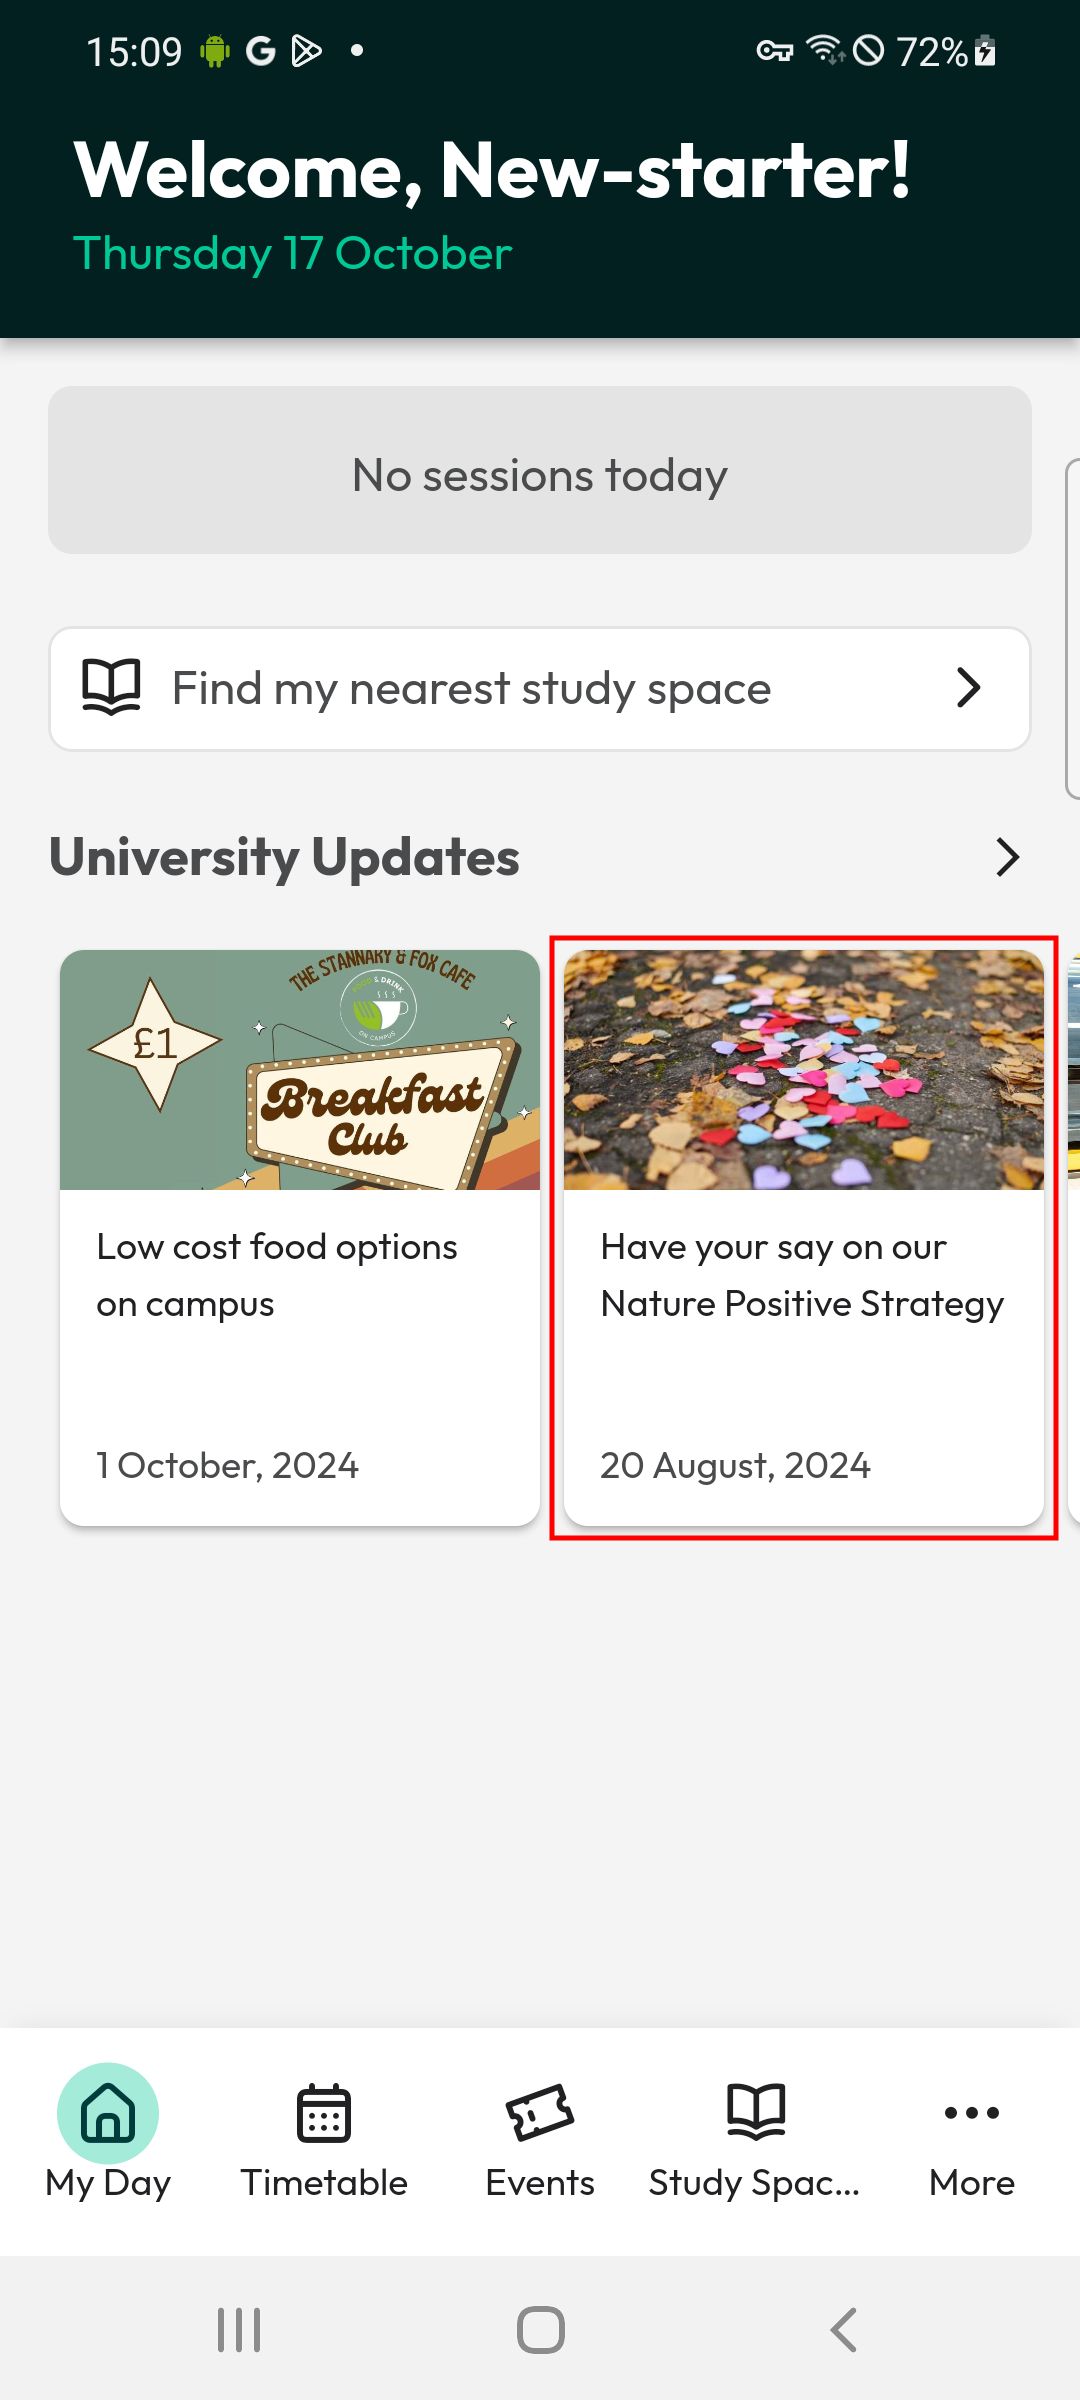 15:09
72%
Welcome, New-starter!
Thursday 17 October
No sessions today
Find my nearest study space
University Updates
THE STANNARY & FOX CAFE
FOOD & DRINK
ON CAMPUS
£1
Breakfast
Club
Low cost food options
on campus
1 October, 2024
Have your say on our
Nature Positive Strategy
20 August, 2024
My Day
Timetable
Events
Study Spac...
More